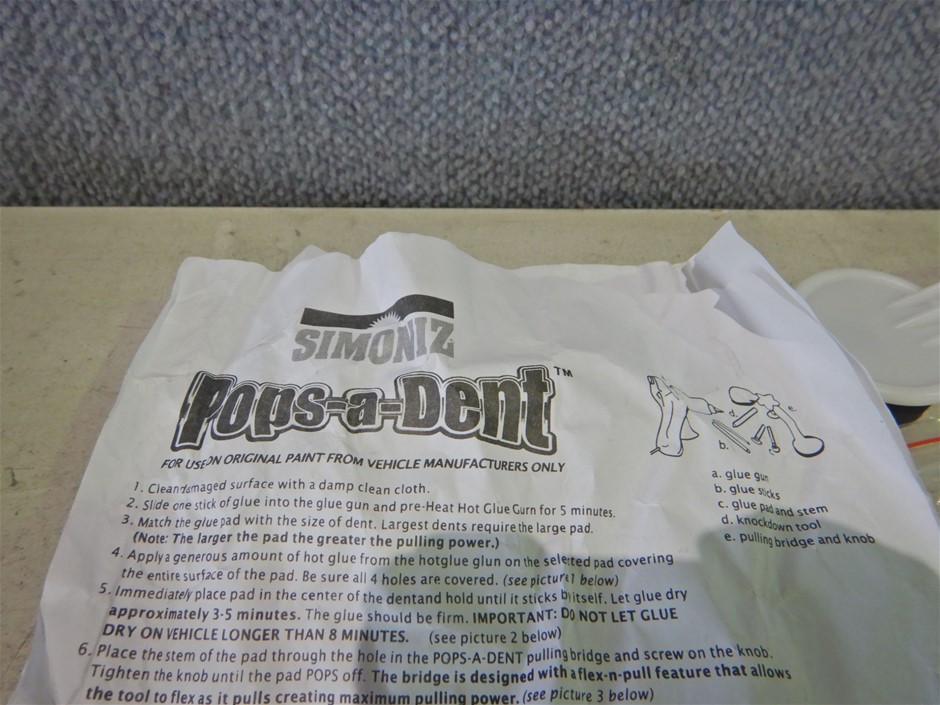 SIMONIZ
Pops-a-Dent™
FOR USE ON ORIGINAL PAINT FROM VEHICLE MANUFACTURERS ONLY
1. Clean damaged surface with a damp clean cloth.
2. Slide one stick of glue into the glue gun and pre-Heat Hot Glue Gurn for 5 minutes.
3. Match the glue pad with the size of dent. Largest dents require the large pad.
(Note: The larger the pad the greater the pulling power.)
4. Apply a generous amount of hot glue from the hotglue glun on the selected pad covering
the entire surface of the pad. Be sure all 4 holes are covered. (see picture 1 below)
5. Immediately place pad in the center of the dentand hold until it sticks by itself. Let glue dry
approximately 3-5 minutes. The glue should be firm. IMPORTANT: DO NOT LET GLUE
DRY ON VEHICLE LONGER THAN 8 MINUTES. (see picture 2 below)
6. Place the stem of the pad through the hole in the POPS-A-DENT pulling bridge and screw on the knob.
Tighten the knob until the pad POPS off. The bridge is designed with a flex-n-pull feature that allows
the tool to flex as it pulls creating maximum pulling power. (see picture 3 below)
a.
d.
e.
b.
c.
a. glue gun
b. glue sticks
c. glue pad and stem
d. knockdown tool
e. pulling bridge and knob